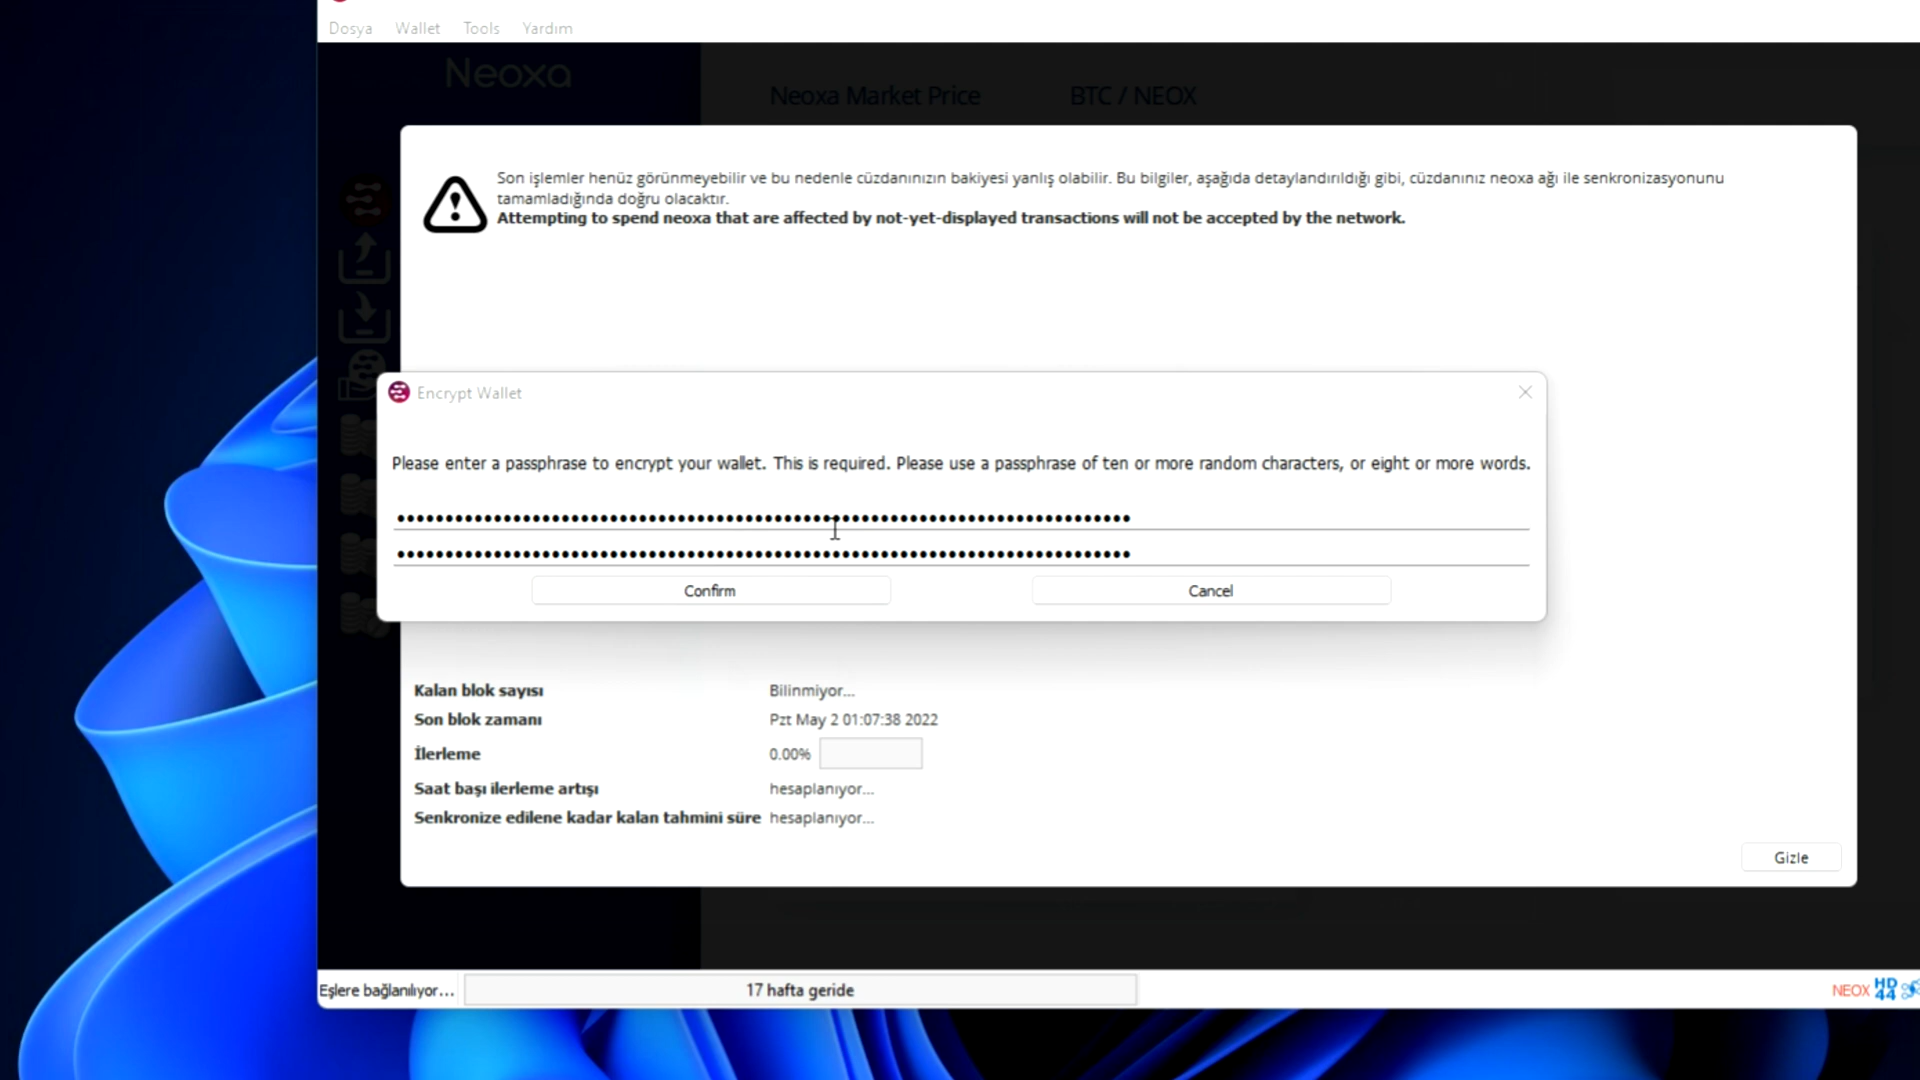 Dosya Wallet Tools Yardım
Neoxa
Neoxa Market Price BTC / NEOX
Son işlemler henüz görünmeyebilir ve bu nedenle cüzdanınızın bakiyesi yanlış olabilir. Bu bilgiler, aşağıda detaylandırıldığı gibi, cüzdanınız neoxa ağı ile senkronizasyonunu
tamamladığında doğru olacaktır.
Attempting to spend neoxa that are affected by not-yet-displayed transactions will not be accepted by the network.
Encrypt Wallet
Please enter a passphrase to encrypt your wallet. This is required. Please use a passphrase of ten or more random characters, or eight or more words.
Confirm Cancel
Kalan blok sayısı Bilinmiyor...
Son blok zamanı Pzt May 2 01:07:38 2022
İlerleme 0.00%
Saat başı ilerleme artışı hesaplanıyor...
Senkronize edilene kadar kalan tahmini süre hesaplanıyor...
Gizle
Eşlere bağlanılıyor... 17 hafta geride NEOX HD 44